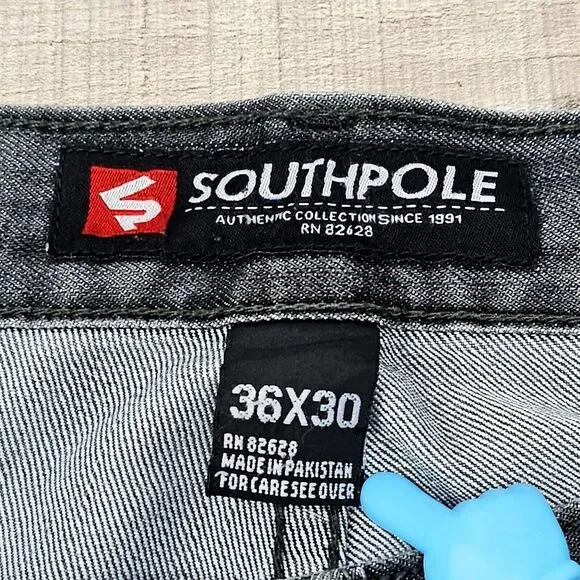 SOUTHPOLE
AUTHENTIC COLLECTION SINCE 1991
RN 82628
36X30
RN 82628
MADE IN PAKISTAN
FOR CARE SEE OVER